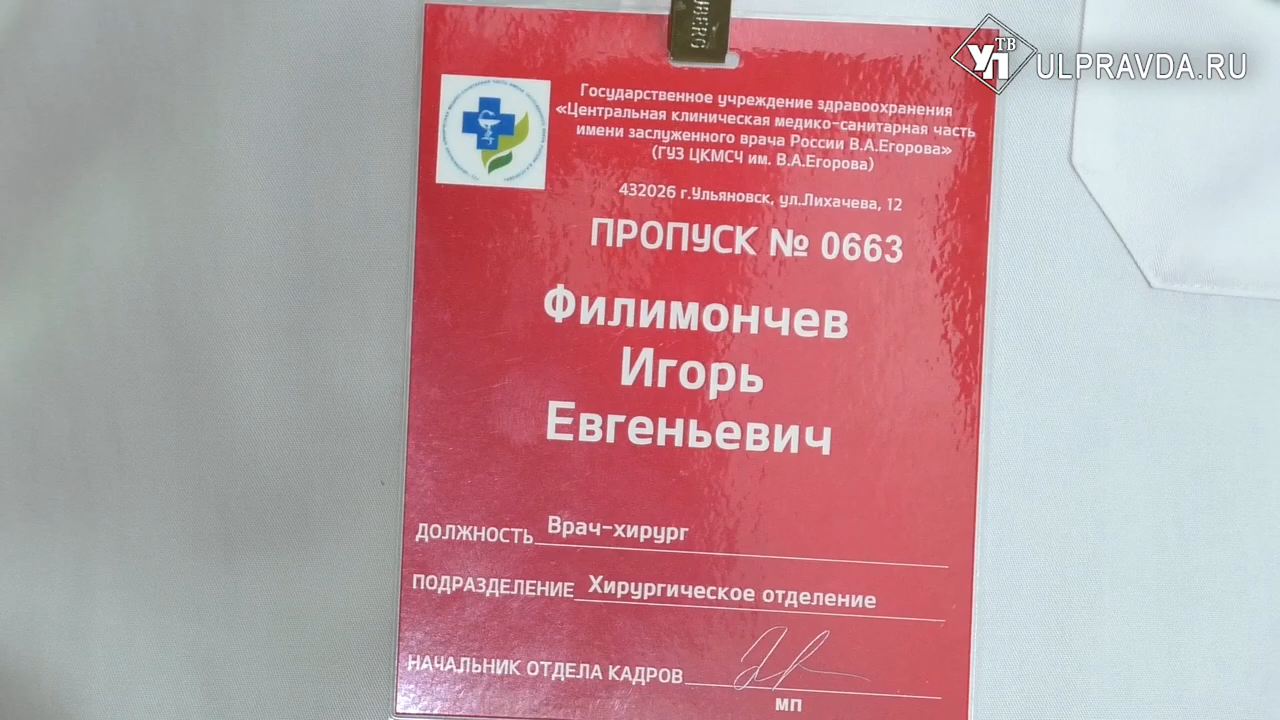 УП ТВ ULPRAVDA.RU
Государственное учреждение здравоохранения
«Центральная клиническая медико-санитарная часть
имени заслуженного врача России В.А.Егорова»
(ГУЗ ЦКМСЧ им. В.А.Егорова)
432026 г.Ульяновск, ул.Лихачева, 12
ПРОПУСК № 0663
Филимончев
Игорь
Евгеньевич
ДОЛЖНОСТЬ Врач-хирург
ПОДРАЗДЕЛЕНИЕ Хирургическое отделение
НАЧАЛЬНИК ОТДЕЛА КАДРОВ
МП